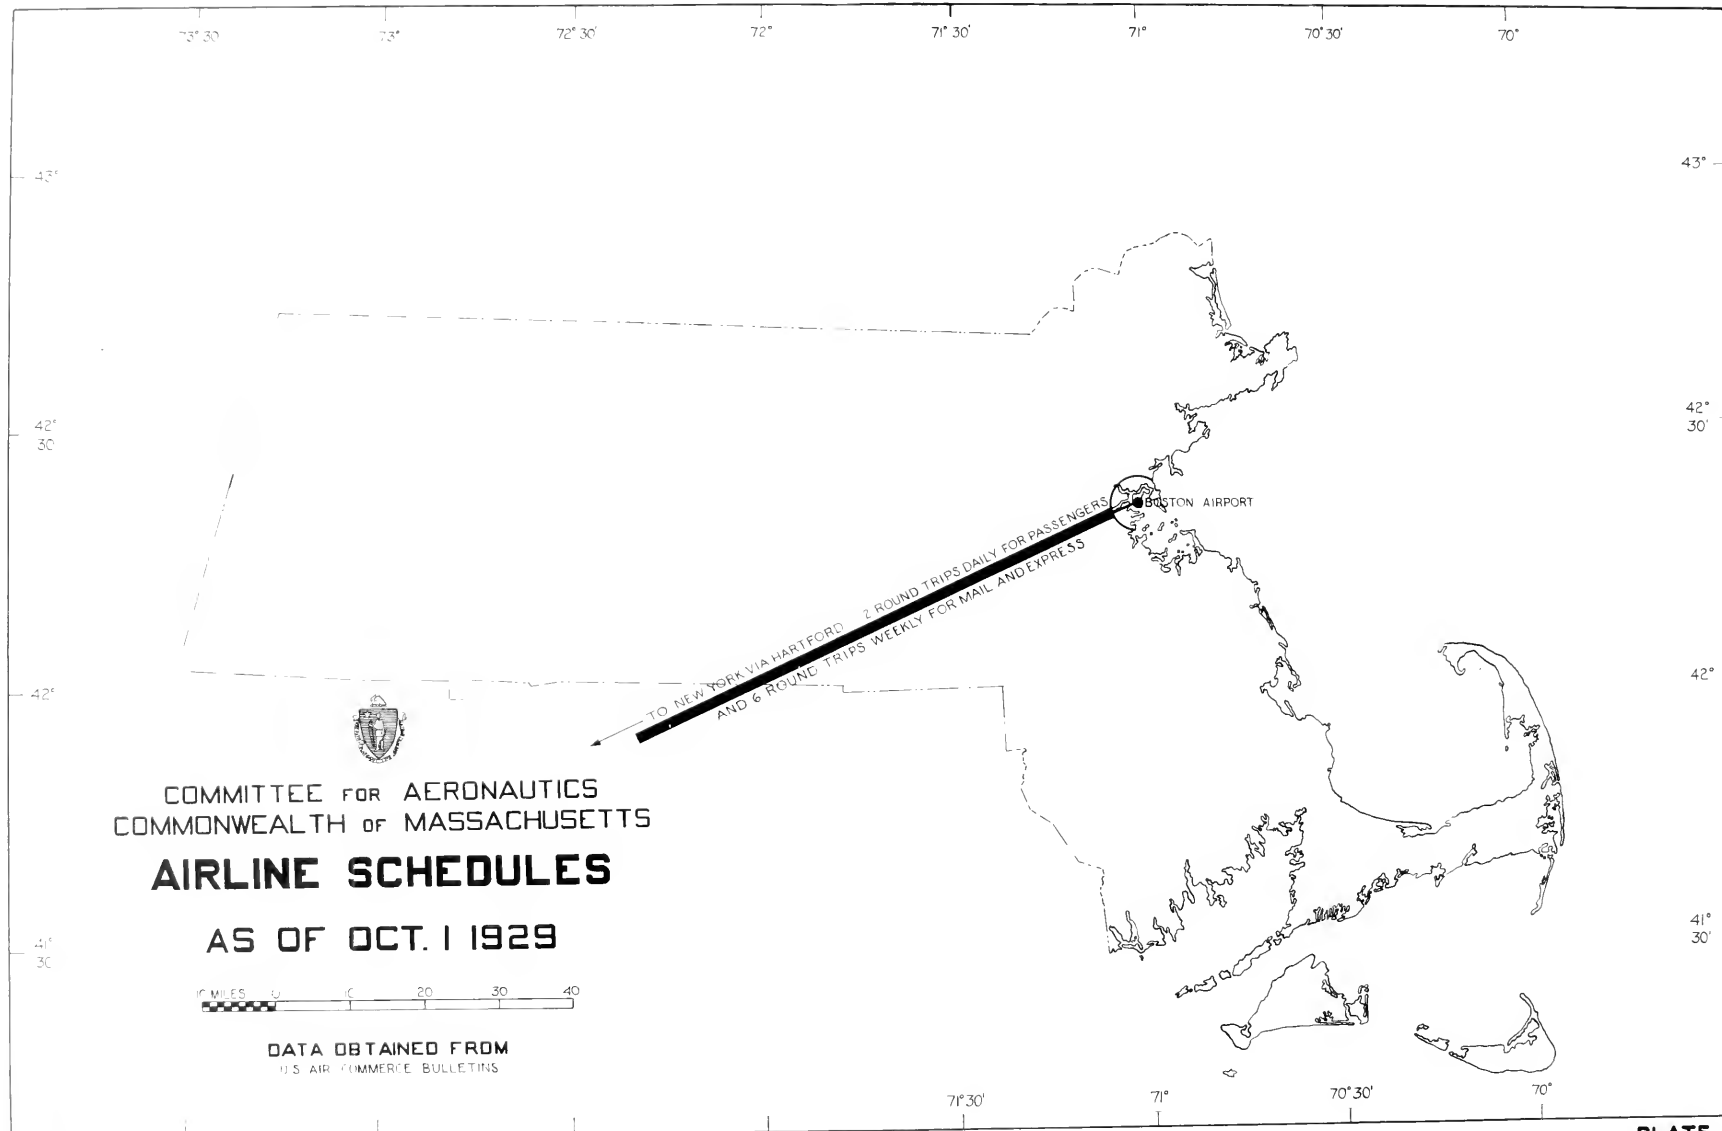 73° 30'
73°
72° 30'
72°
71° 30'
71°
70° 30'
70°
43°
43°
42°
30'
42°
30'
BOSTON AIRPORT
TO NEW YORK VIA HARTFORD 2 ROUND TRIPS DAILY FOR PASSENGERS
AND 6 ROUND TRIPS WEEKLY FOR MAIL AND EXPRESS
42°
42°
COMMITTEE FOR AERONAUTICS
COMMONWEALTH OF MASSACHUSETTS
AIRLINE SCHEDULES
AS OF OCT. 1 1929
41°
30'
41°
30'
10 MILES 0 10 20 30 40
DATA OBTAINED FROM
U.S AIR COMMERCE BULLETINS
71° 30'
71°
70° 30'
70°
PLATE